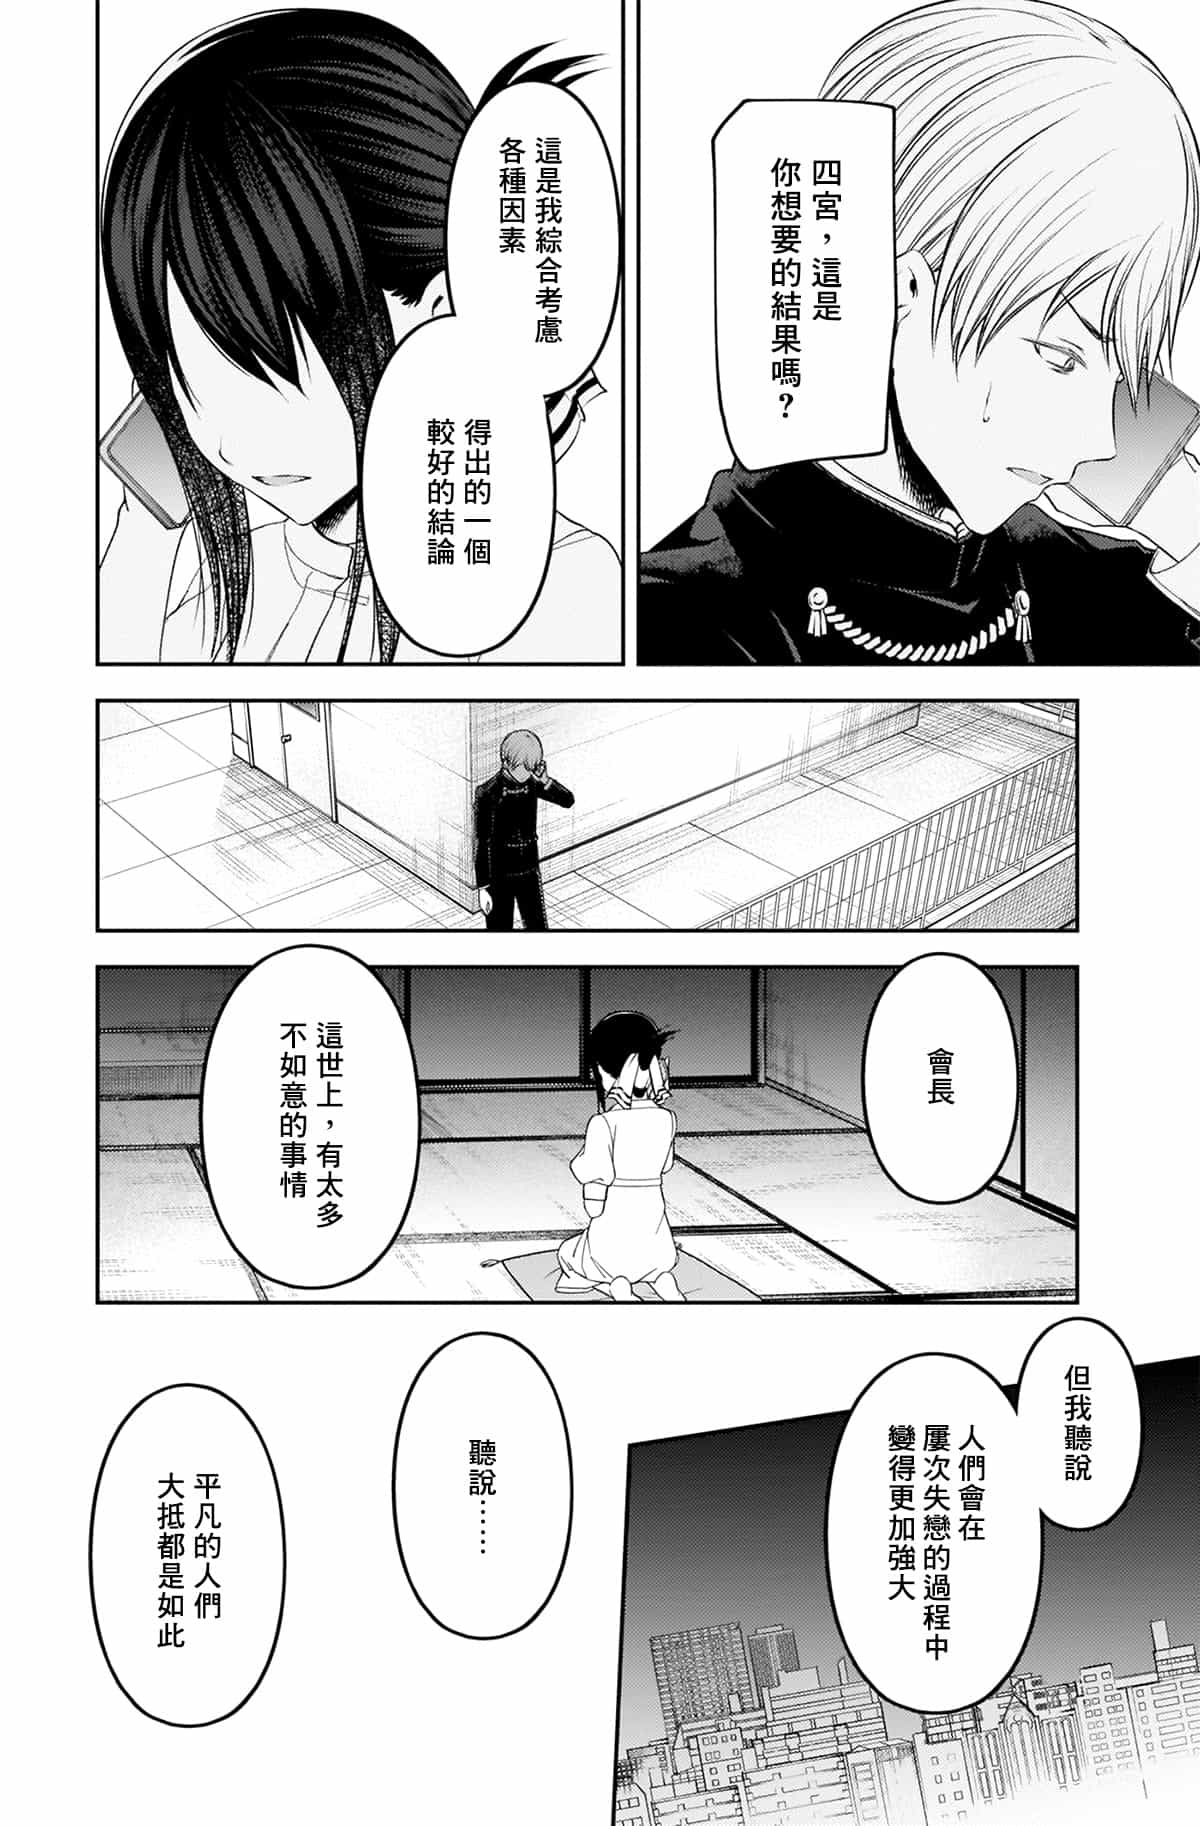 四宮，這是
你想要的結果嗎？
這是我綜合考慮
各種因素
得出的一個
較好的結論
會長
這世上，有太多
不如意的事情
但我聽說
人們會在
屢次失戀的過程中
變得更加強大
聽說……
平凡的人們
大抵都是如此